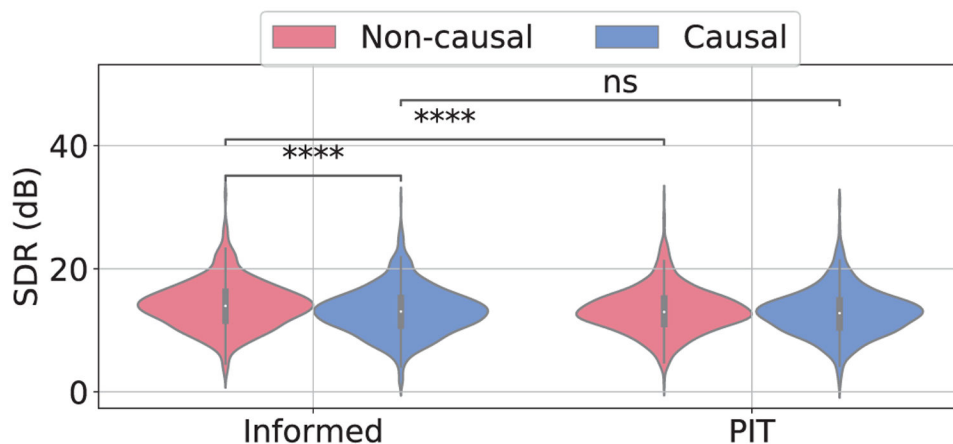 Non-causal Causal
ns
****
****
SDR (dB)
40
20
0
Informed PIT